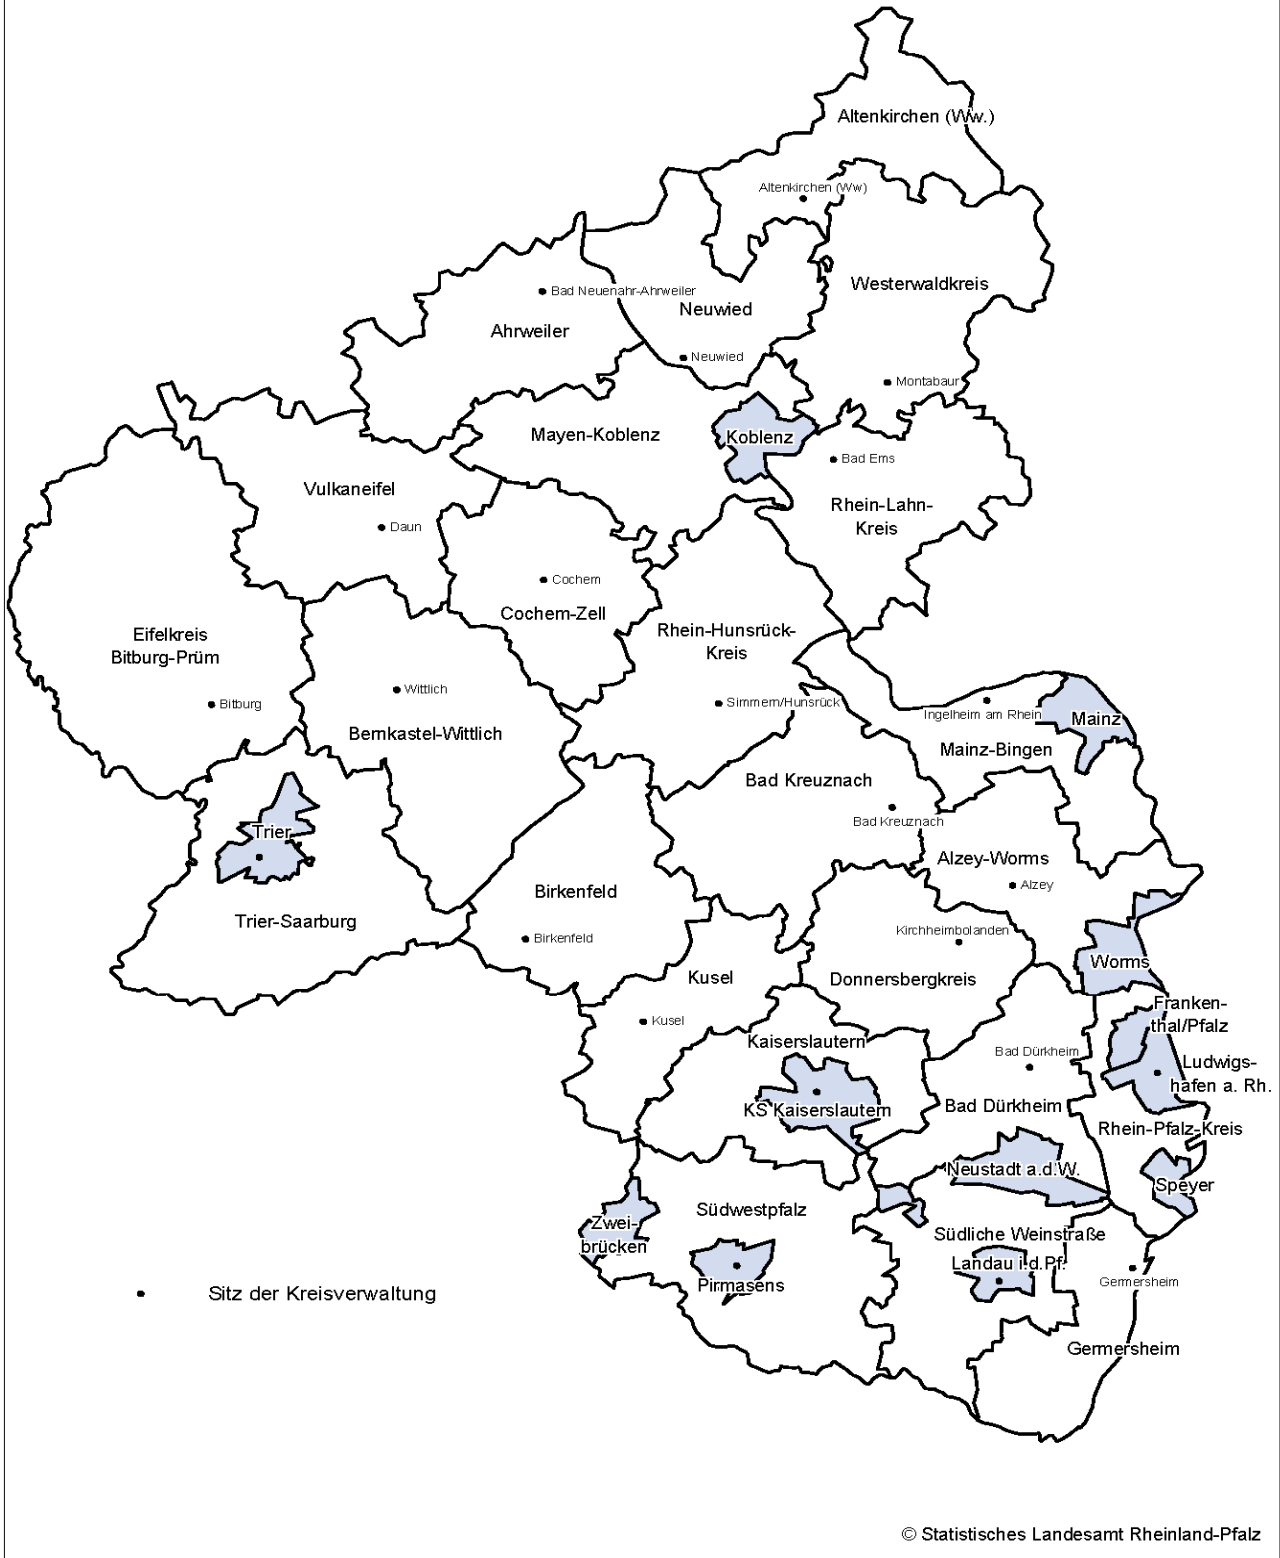 Altenkirchen (Ww.)
Altenkirchen (Ww)
Westerwaldkreis
Bad Neuenahr-Ahrweiler
Neuwied
Ahrweiler
Neuwied
Montabaur
Mayen-Koblenz
Koblenz
Bad Ems
Vulkaneifel
Rhein-Lahn-
Kreis
Daun
Cochem
Cochem-Zell
Eifelkreis
Bitburg-Prüm
Rhein-Hunsrück-
Kreis
Wittlich
Bitburg
Simmern/Hunsrück
Ingelheim am Rhein
Mainz
Bernkastel-Wittlich
Mainz-Bingen
Bad Kreuznach
Bad Kreuznach
Trier
Alzey-Worms
Alzey
Birkenfeld
Trier-Saarburg
Birkenfeld
Kirchheimbolanden
Worms
Kusel
Donnersbergkreis
Franken-
thal/Pfalz
Kusel
Kaiserslautern
Bad Dürkheim
Ludwigs-
hafen a. Rh.
KS Kaiserslautern
Bad Dürkheim
Rhein-Pfalz-Kreis
Neustadt a.d.W.
Speyer
Südwestpfalz
Zwei-
brücken
Südliche Weinstraße
Landau i.d.Pf.
Pirmasens
Germersheim
Sitz der Kreisverwaltung
Germersheim
© Statistisches Landesamt Rheinland-Pfalz